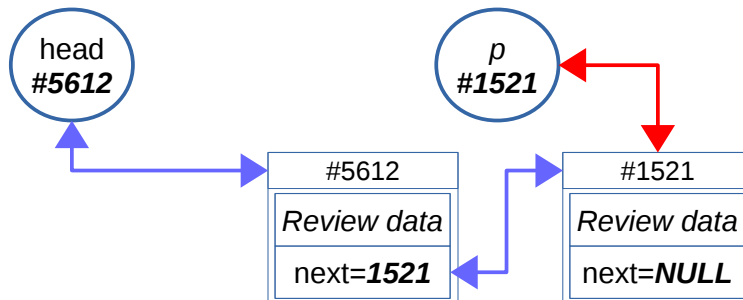 head
#5612
p
#1521
#5612
Review data
next=1521
#1521
Review data
next=NULL